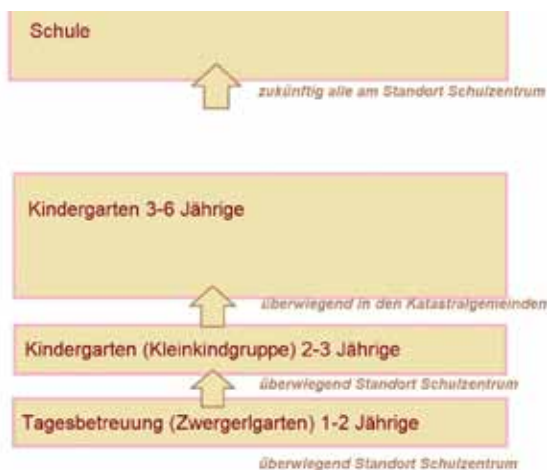 Schule
zukünftig alle am Standort Schulzentrum
Kindergarten 3-6 Jährige
überwiegend in den Katastralgemeinden
Kindergarten (Kleinkindgruppe) 2-3 Jährige
überwiegend Standort Schulzentrum
Tagesbetreuung (Zwergerlgarten) 1-2 Jährige
überwiegend Standort Schulzentrum